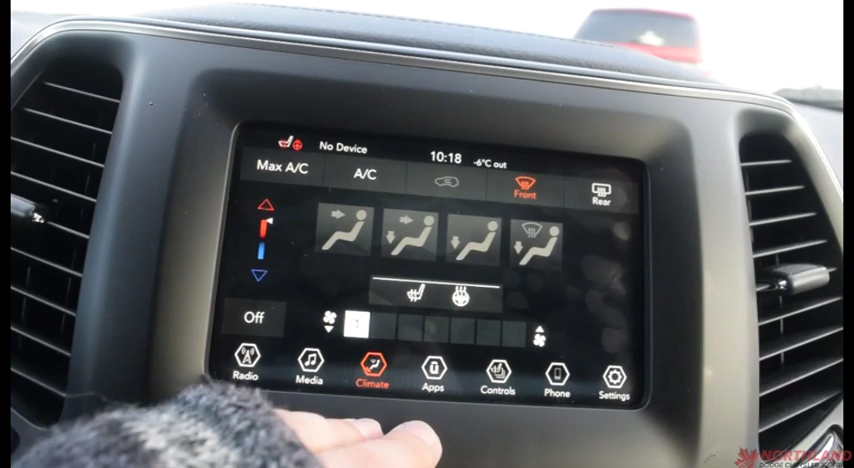 No Device
10:18 -6°C out
Max A/C
A/C
Front
Rear
Off
1
Radio
Media
Climate
Apps
Controls
Phone
Settings
NORTHLAND